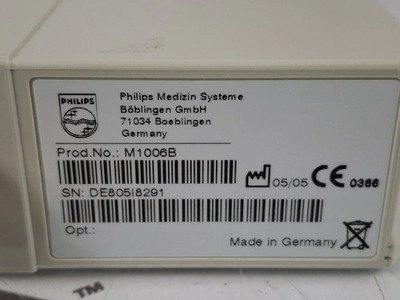 PHILIPS
Philips Medizin Systeme
Böblingen GmbH
71034 Boeblingen
Germany
Prod.No.: M1006B
05/05 CE 0366
SN: DE805I8291
Opt.:
Made in Germany
TM